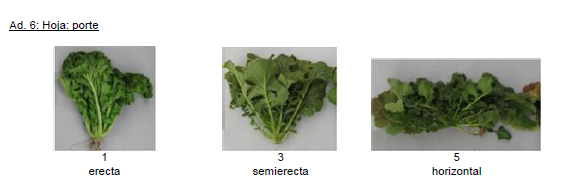 Ad. 6: Hoja: porte
1 3 5
erecta semierecta horizontal